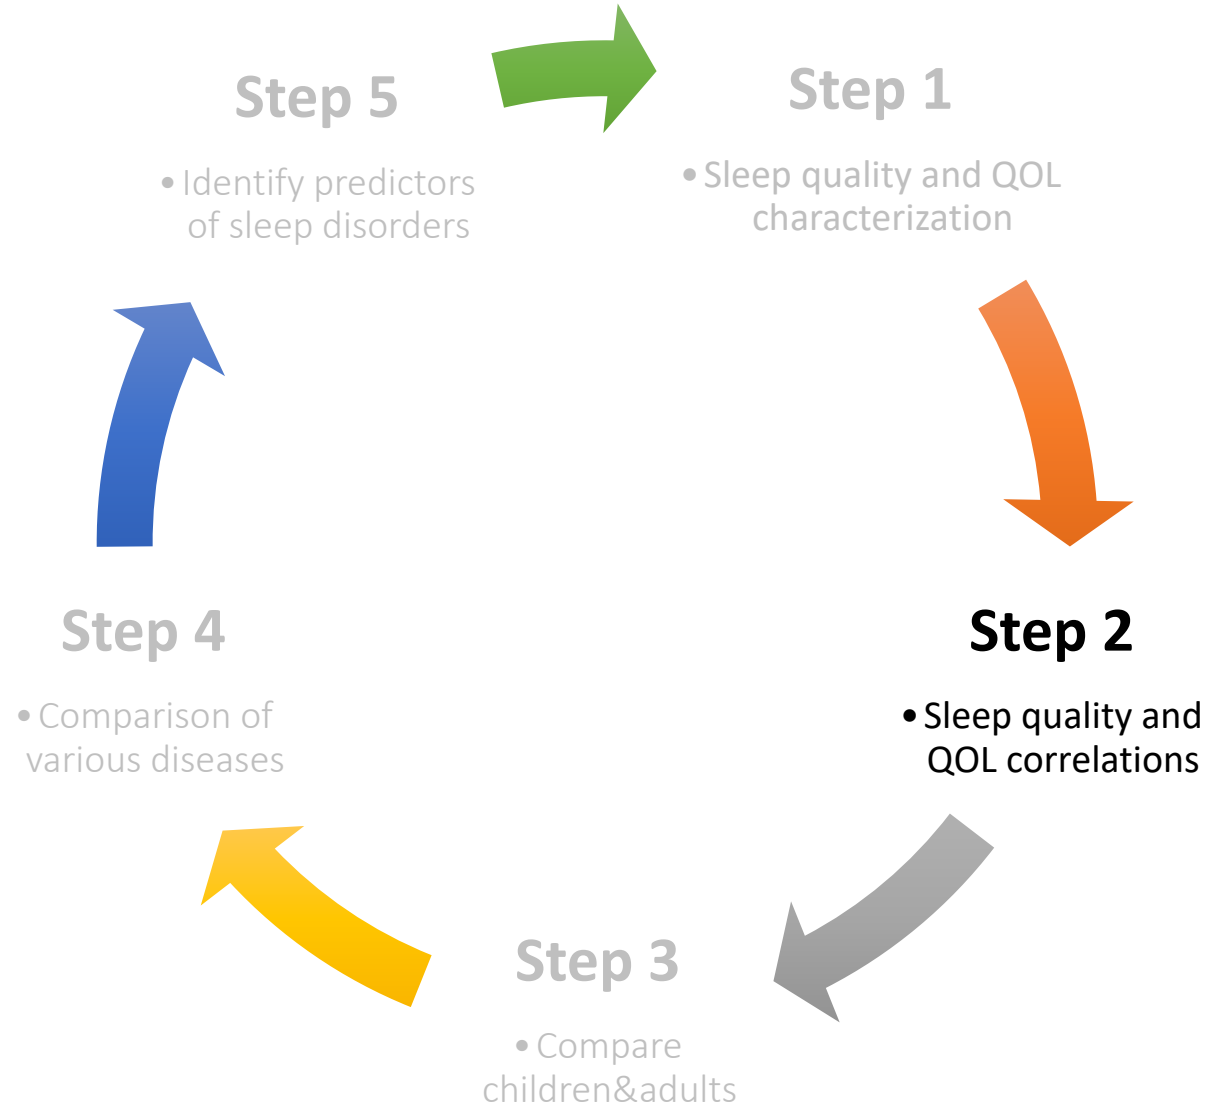 Step 1
•Sleep quality and QOL
characterization
Step 2
•Sleep quality and
QOL correlations
Step 3
•Compare
children&adults
Step 4
•Comparison of
various diseases
Step 5
•Identify predictors
of sleep disorders